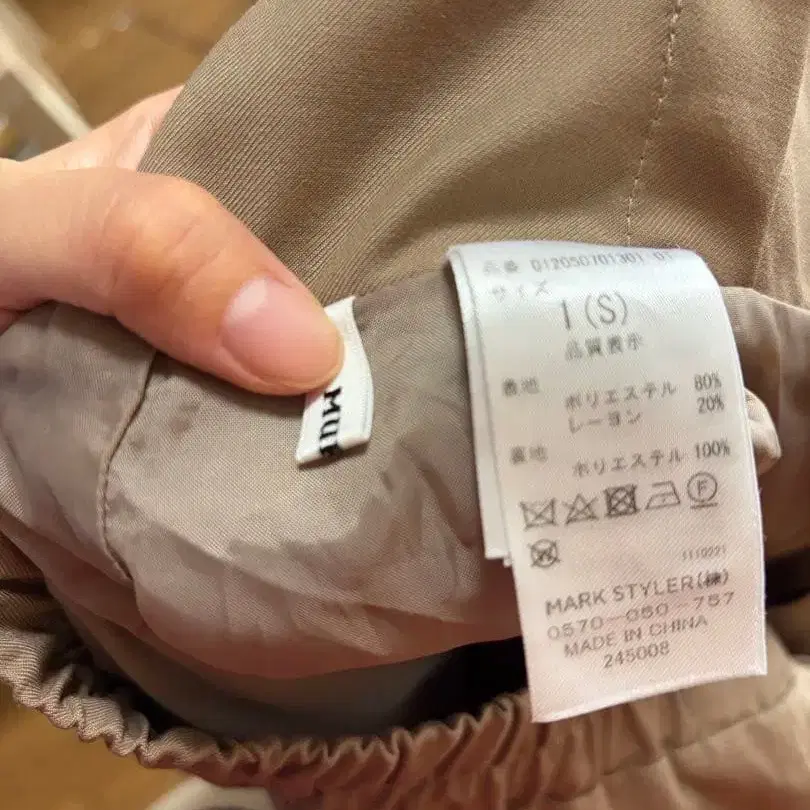 MUR
品番 012050701301-01
サイズ
1(S)
品質表示
表地 ポリエステル 80%
レーヨン 20%
裏地 ポリエステル 100%
F
W
1110221
MARK STYLER(株)
0570-050-757
MADE IN CHINA
245008